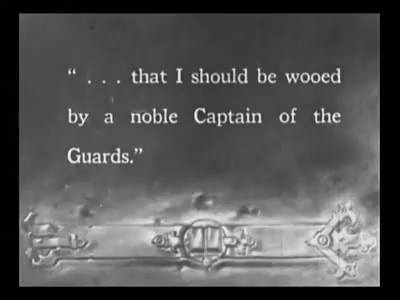 “ . . . that I should be wooed
by a noble Captain of the
Guards.”